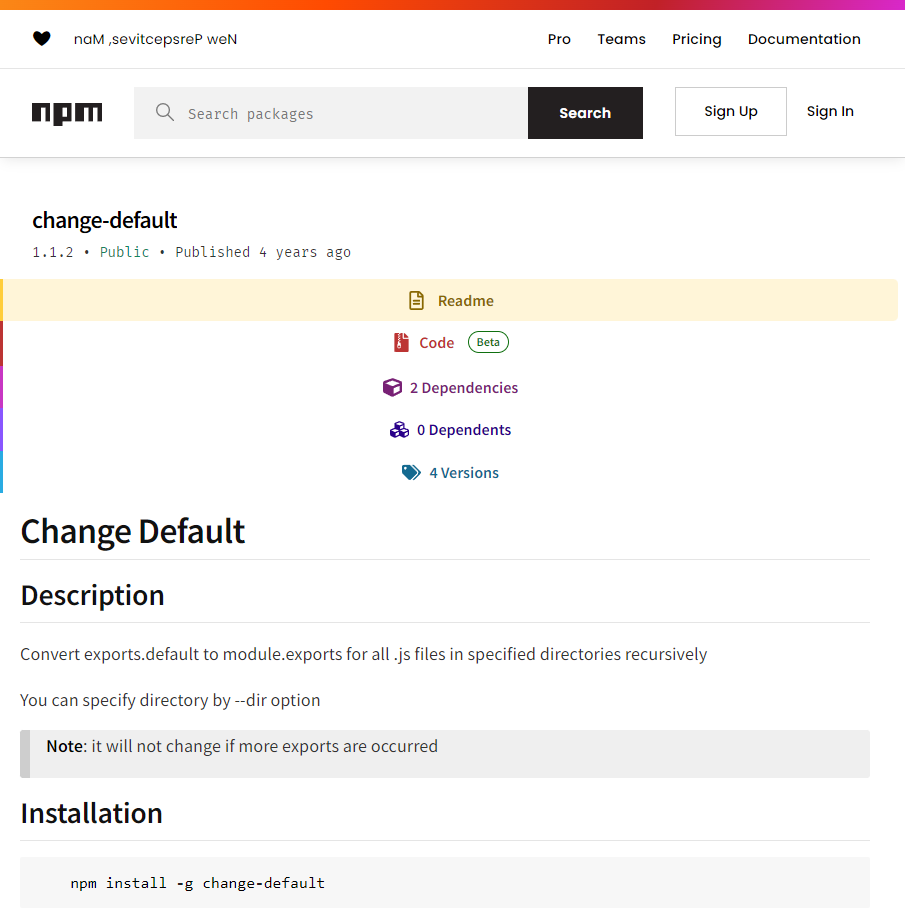 naM ,sevitcepsreP weN
Pro Teams Pricing Documentation
npm
Search packages
Search
Sign Up
Sign In
change-default
1.1.2 • Public • Published 4 years ago
Readme
Code Beta
2 Dependencies
0 Dependents
4 Versions
Change Default
Description
Convert exports.default to module.exports for all .js files in specified directories recursively
You can specify directory by --dir option
Note: it will not change if more exports are occurred
Installation
npm install -g change-default